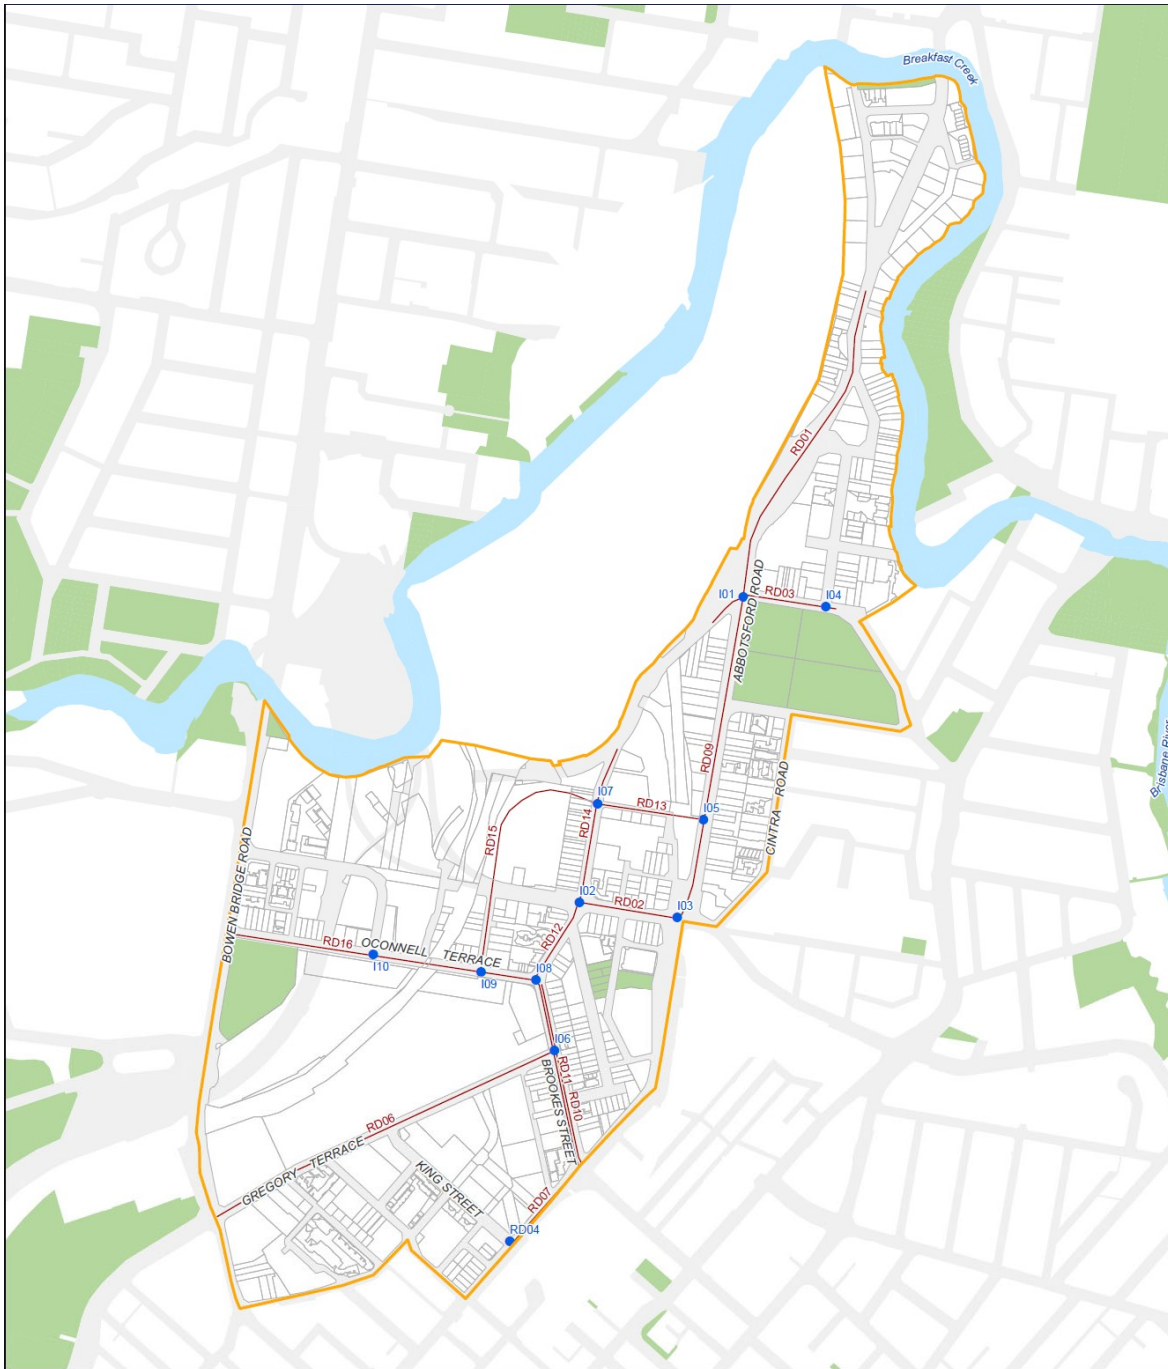 Breakfast Creek
RD01
I01
RD03
I04
ABBOTSFORD ROAD
RD09
Brisbane River
CINTRA ROAD
I07
RD13
I05
RD14
RD15
BOWEN BRIDGE ROAD
I02
RD02
I03
RD12
RD16
OCONNELL TERRACE
I10
I09
I08
I06
RD11
RD10
BROOKES STREET
RD06
GREGORY TERRACE
KING STREET
RD07
RD04